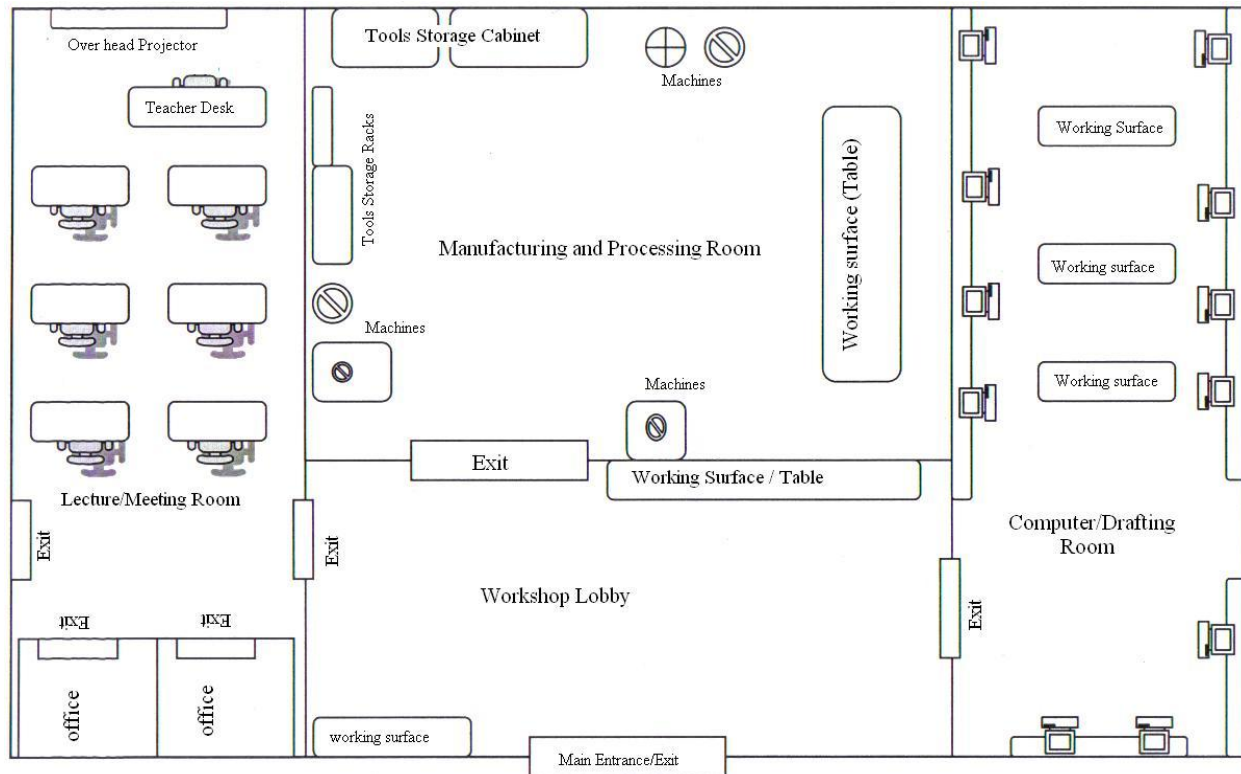 Over head Projector
Teacher Desk
Lecture/Meeting Room
Exit
Exit
Exit
Exit
office
office
Tools Storage Cabinet
Machines
Tools Storage Racks
Working surface (Table)
Manufacturing and Processing Room
Machines
Machines
Exit
Working Surface / Table
Workshop Lobby
working surface
Main Entrance/Exit
Exit
Working Surface
Working surface
Working surface
Computer/Drafting
Room